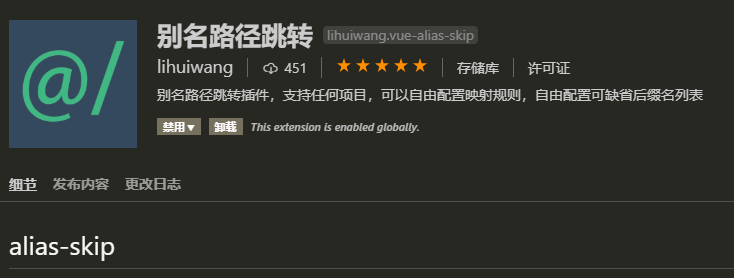 @/
别名路径跳转 lihuiwang.vue-alias-skip
lihuiwang 451 存储库 许可证
别名路径跳转插件，支持任何项目，可以自由配置映射规则，自由配置可缺省后缀名列表
禁用 卸载 This extension is enabled globally.
细节 发布内容 更改日志
alias-skip